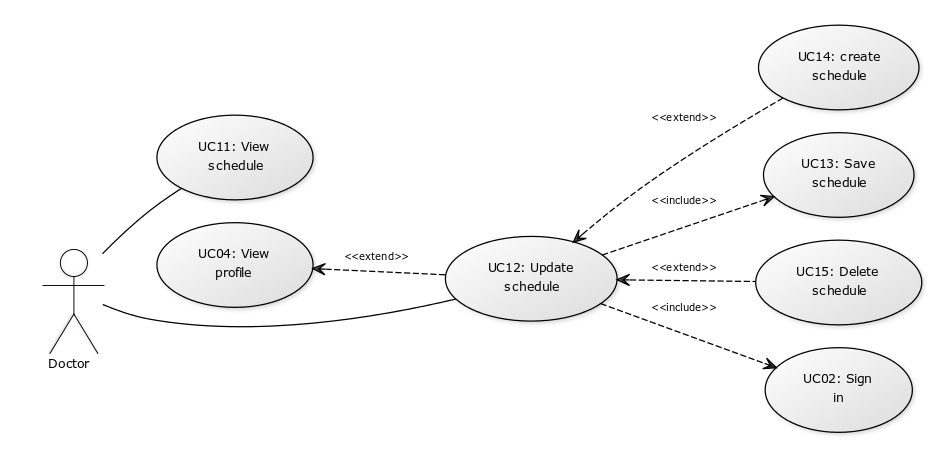 UC14: create
schedule
<<extend>>
UC11: View
schedule
UC13: Save
schedule
<<include>>
UC04: View
profile
<<extend>>
UC12: Update
schedule
<<extend>>
UC15: Delete
schedule
<<include>>
Doctor
UC02: Sign
in